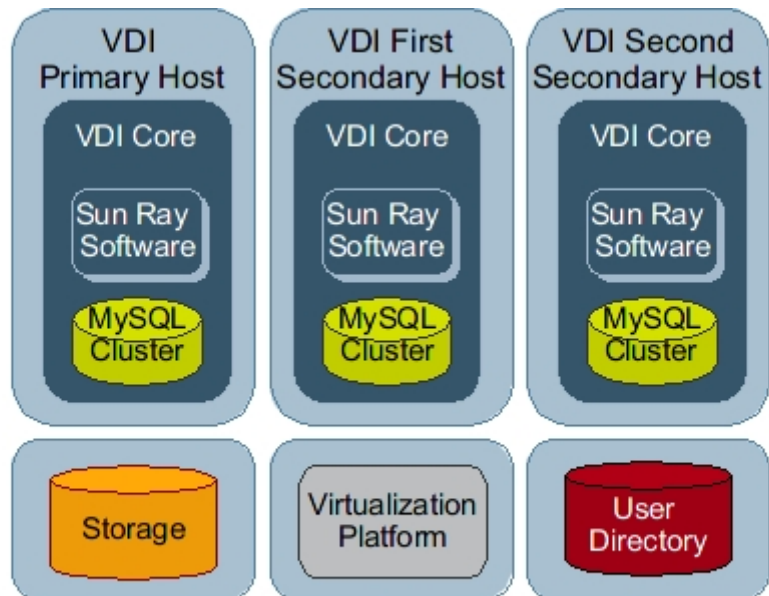 VDI
Primary Host
VDI Core
Sun Ray
Software
MySQL
Cluster
VDI First
Secondary Host
VDI Core
Sun Ray
Software
MySQL
Cluster
VDI Second
Secondary Host
VDI Core
Sun Ray
Software
MySQL
Cluster
Storage
Virtualization
Platform
User
Directory